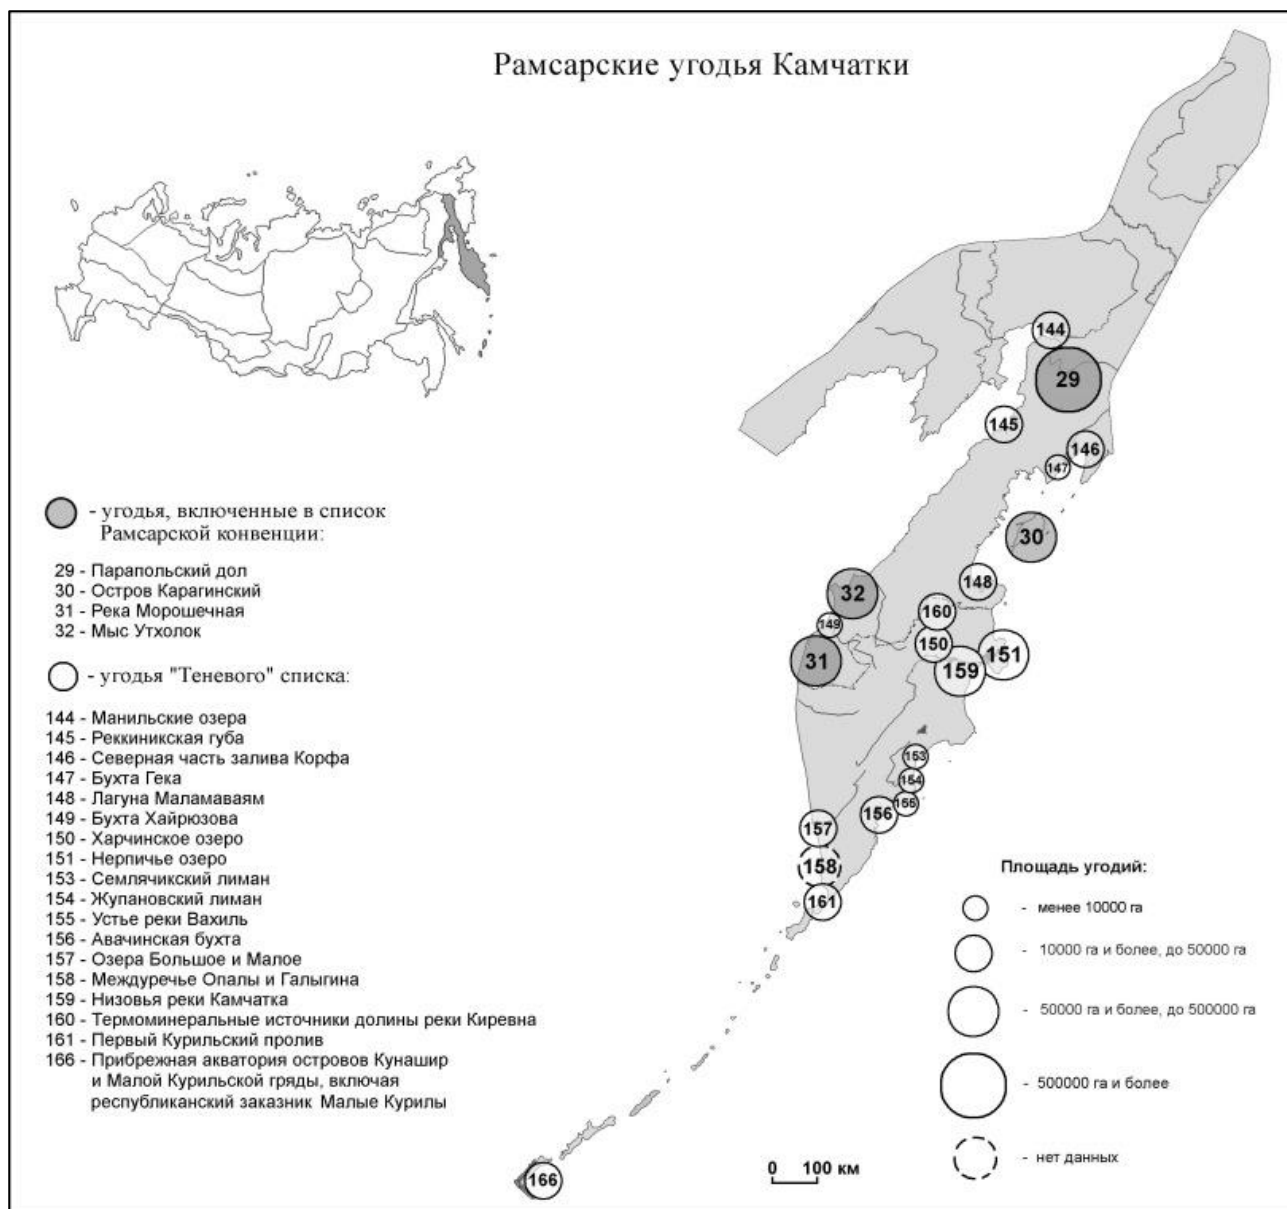 Рамсарские угодья Камчатки
- угодья, включенные в список
Рамсарской конвенции:
29 - Парапольский дол
30 - Остров Карагинский
31 - Река Морошечная
32 - Мыс Утхолок
- угодья "Теневого" списка:
144 - Манильские озера
145 - Реккиникская губа
146 - Северная часть залива Корфа
147 - Бухта Гека
148 - Лагуна Маламаваям
149 - Бухта Хайрюзова
150 - Харчинское озеро
151 - Нерпичье озеро
153 - Семлячикский лиман
154 - Жупановский лиман
155 - Устье реки Вахиль
156 - Авачинская бухта
157 - Озера Большое и Малое
158 - Междуречье Опалы и Галыгина
159 - Низовья реки Камчатка
160 - Термоминеральные источники долины реки Киревна
161 - Первый Курильский пролив
166 - Прибрежная акватория островов Кунашир
и Малой Курильской гряды, включая
республиканский заказник Малые Курилы
144
29
145
146
147
30
148
32
160
149
150
31
151
159
153
154
155
156
157
158
161
166
Площадь угодий:
- менее 10000 га
- 10000 га и более, до 50000 га
- 50000 га и более, до 500000 га
- 500000 га и более
- нет данных
0 100 км